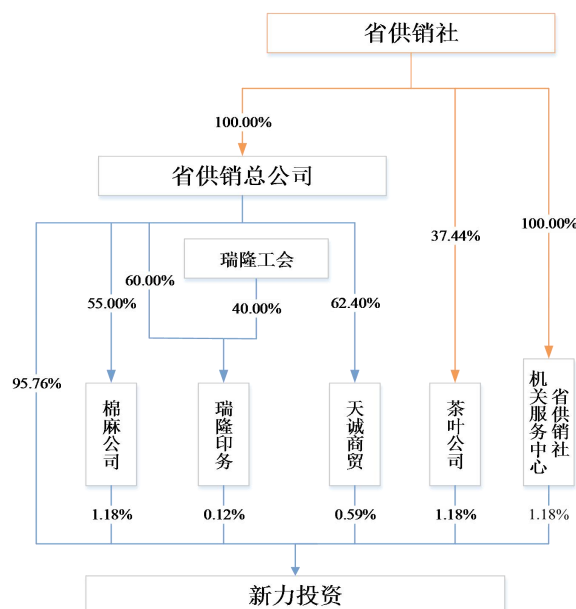 省供销社
100.00%
省供销总公司
37.44%
100.00%
瑞隆工会
60.00%
55.00%
40.00%
62.40%
95.76%
棉麻公司
瑞隆印务
天诚商贸
茶叶公司
省供销社
机关服务中心
1.18%
0.12%
0.59%
1.18%
1.18%
新力投资